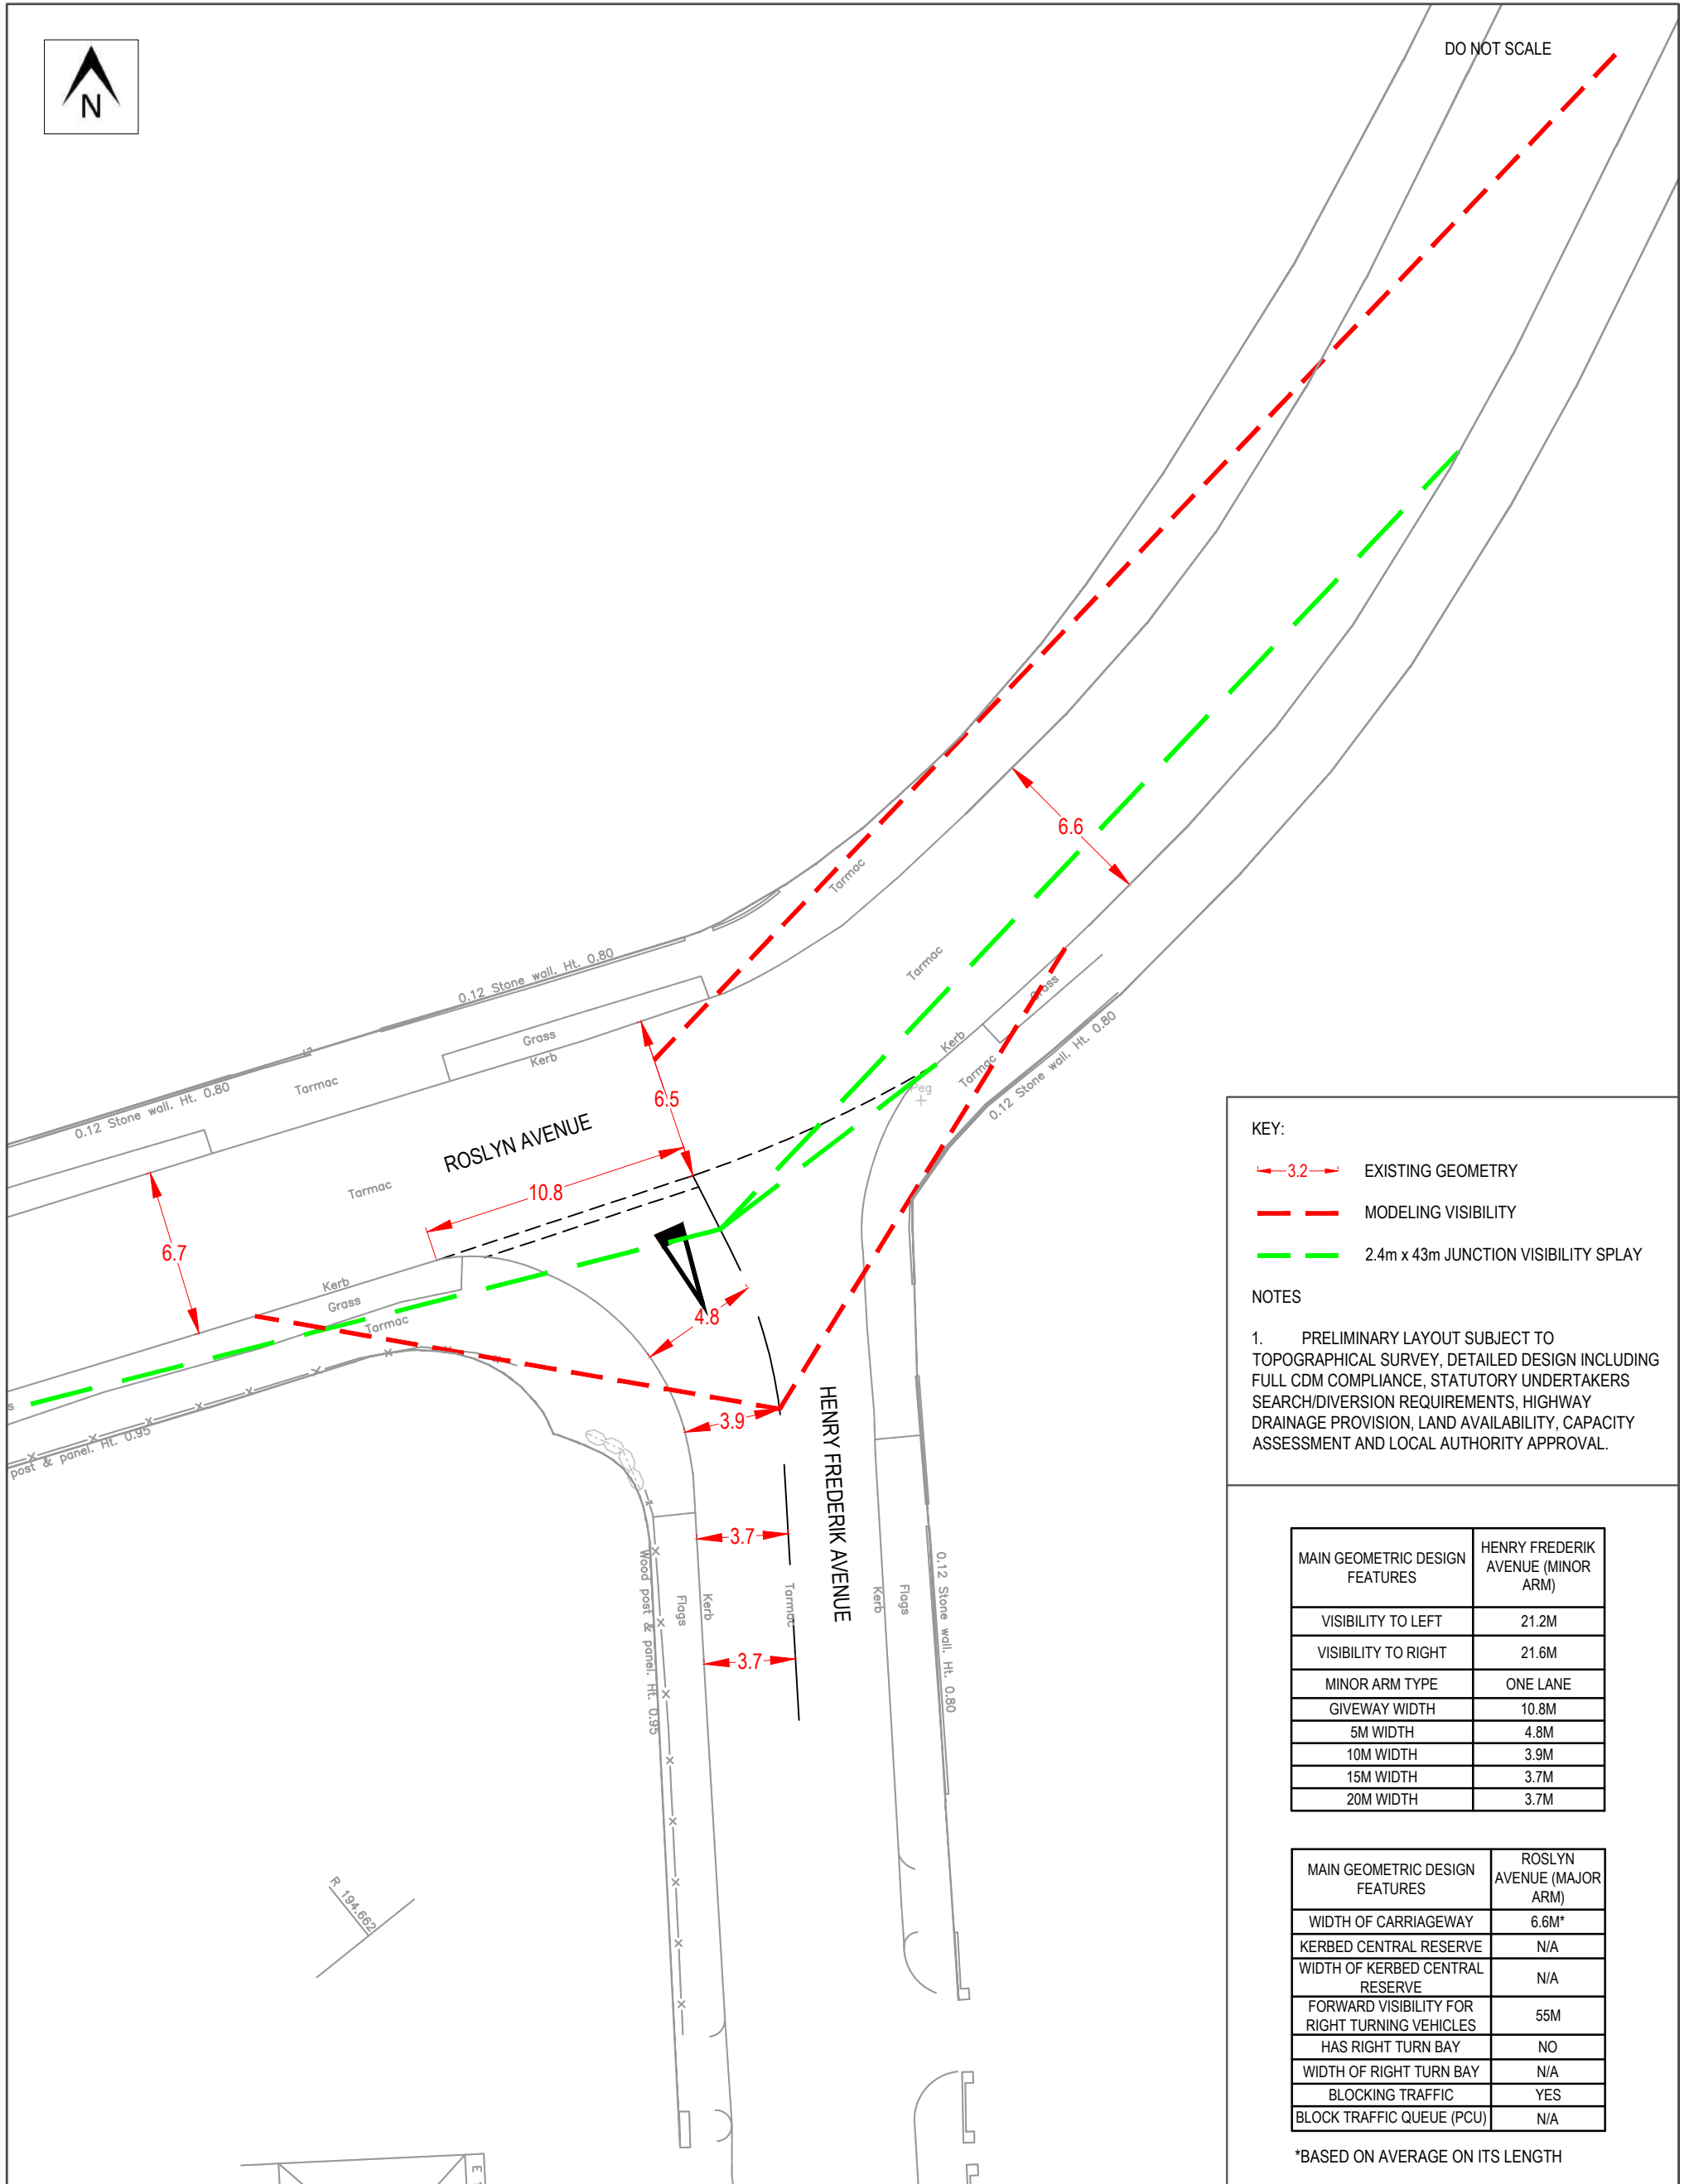 N
DO NOT SCALE
6.6
Tarmac
Tarmac
0.12 Stone wall. Ht. 0.80
Grass
Kerb
Grass
Kerb
Tarmac
0.12 Stone wall. Ht. 0.80
Peg
Tarmac
0.12 Stone wall. Ht. 0.80
6.5
ROSLYN AVENUE
10.8
Tarmac
6.7
Kerb
Grass
Tarmac
4.8
3.9
post & panel. Ht. 0.95
HENRY FREDERIK AVENUE
3.7
3.7
Wood post & panel. Ht. 0.95
Flags
Kerb
Tarmac
Kerb
Flags
0.12 Stone wall. Ht. 0.80
R 194.662
E
KEY:
3.2 EXISTING GEOMETRY
MODELING VISIBILITY
2.4m x 43m JUNCTION VISIBILITY SPLAY
NOTES
1. PRELIMINARY LAYOUT SUBJECT TO
TOPOGRAPHICAL SURVEY, DETAILED DESIGN INCLUDING
FULL CDM COMPLIANCE, STATUTORY UNDERTAKERS
SEARCH/DIVERSION REQUIREMENTS, HIGHWAY
DRAINAGE PROVISION, LAND AVAILABILITY, CAPACITY
ASSESSMENT AND LOCAL AUTHORITY APPROVAL.
MAIN GEOMETRIC DESIGN FEATURES HENRY FREDERIK AVENUE (MINOR ARM)
VISIBILITY TO LEFT 21.2M
VISIBILITY TO RIGHT 21.6M
MINOR ARM TYPE ONE LANE
GIVEWAY WIDTH 10.8M
5M WIDTH 4.8M
10M WIDTH 3.9M
15M WIDTH 3.7M
20M WIDTH 3.7M
MAIN GEOMETRIC DESIGN FEATURES ROSLYN AVENUE (MAJOR ARM)
WIDTH OF CARRIAGEWAY 6.6M*
KERBED CENTRAL RESERVE N/A
WIDTH OF KERBED CENTRAL RESERVE N/A
FORWARD VISIBILITY FOR RIGHT TURNING VEHICLES 55M
HAS RIGHT TURN BAY NO
WIDTH OF RIGHT TURN BAY N/A
BLOCKING TRAFFIC YES
BLOCK TRAFFIC QUEUE (PCU) N/A
*BASED ON AVERAGE ON ITS LENGTH